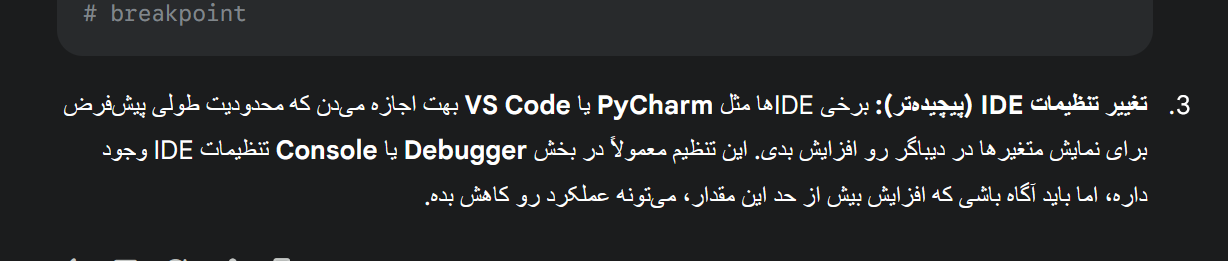 # breakpoint
3. تغییر تنظیمات IDE (پیچیده‌تر): برخی IDEها مثل PyCharm یا VS Code بهت اجازه می‌دن که محدودیت طولی پیش‌فرض
برای نمایش متغیرها در دیباگر رو افزایش بدی. این تنظیم معمولاً در بخش Debugger یا Console تنظیمات IDE وجود
داره، اما باید آگاه باشی که افزایش بیش از حد این مقدار، می‌تونه عملکرد رو کاهش بده.